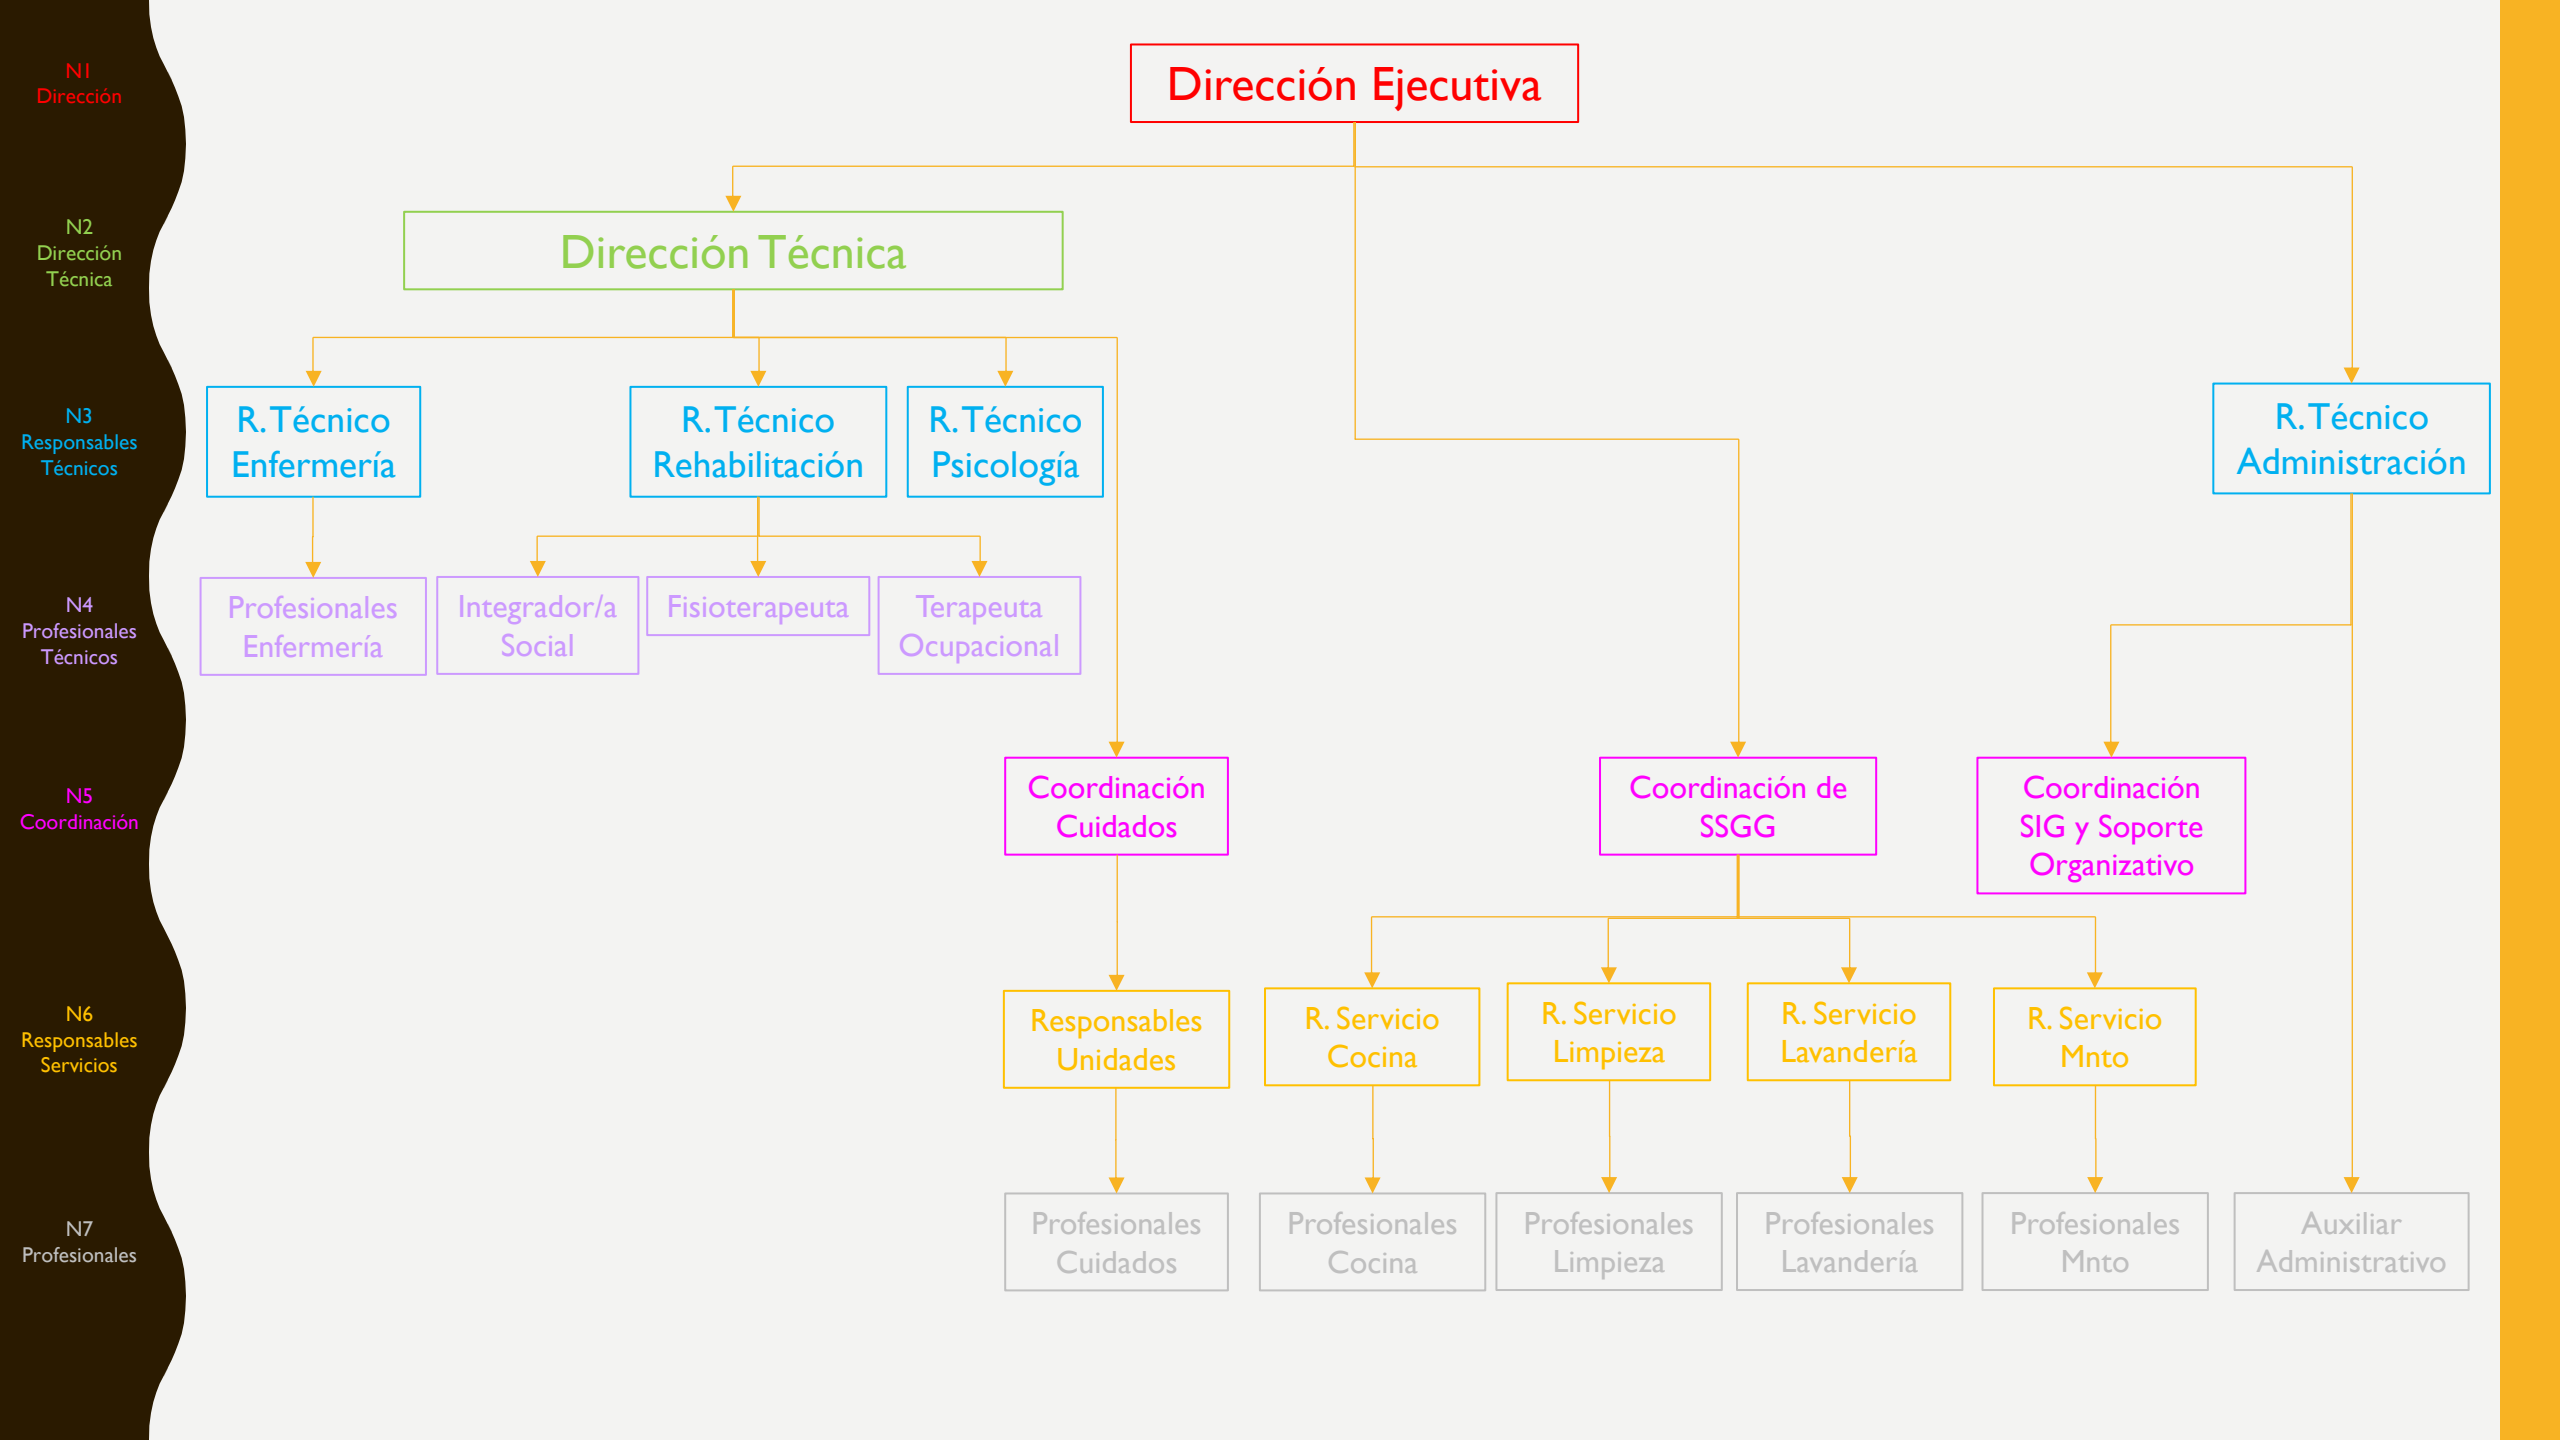 N1
Dirección
Dirección Ejecutiva
N2
Dirección
Técnica
Dirección Técnica
N3
Responsables
Técnicos
R. Técnico
Enfermería
R. Técnico
Rehabilitación
R. Técnico
Psicología
R. Técnico
Administración
N4
Profesionales
Técnicos
Profesionales
Enfermería
Integrador/a
Social
Fisioterapeuta
Terapeuta
Ocupacional
N5
Coordinación
Coordinación
Cuidados
Coordinación de
SSGG
Coordinación
SIG y Soporte
Organizativo
N6
Responsables
Servicios
Responsables
Unidades
R. Servicio
Cocina
R. Servicio
Limpieza
R. Servicio
Lavandería
R. Servicio
Mnto
N7
Profesionales
Profesionales
Cuidados
Profesionales
Cocina
Profesionales
Limpieza
Profesionales
Lavandería
Profesionales
Mnto
Auxiliar
Administrativo